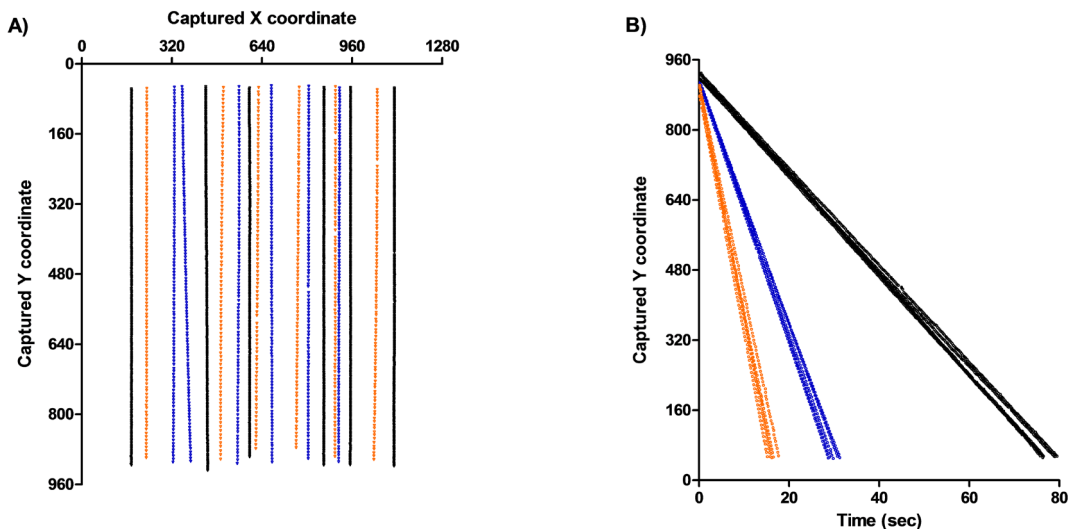 A)
Captured X coordinate
0 320 640 960 1280
Captured Y coordinate
0
160
320
480
640
800
960
B)
Captured Y coordinate
960
800
640
480
320
160
0
0 20 40 60 80
Time (sec)